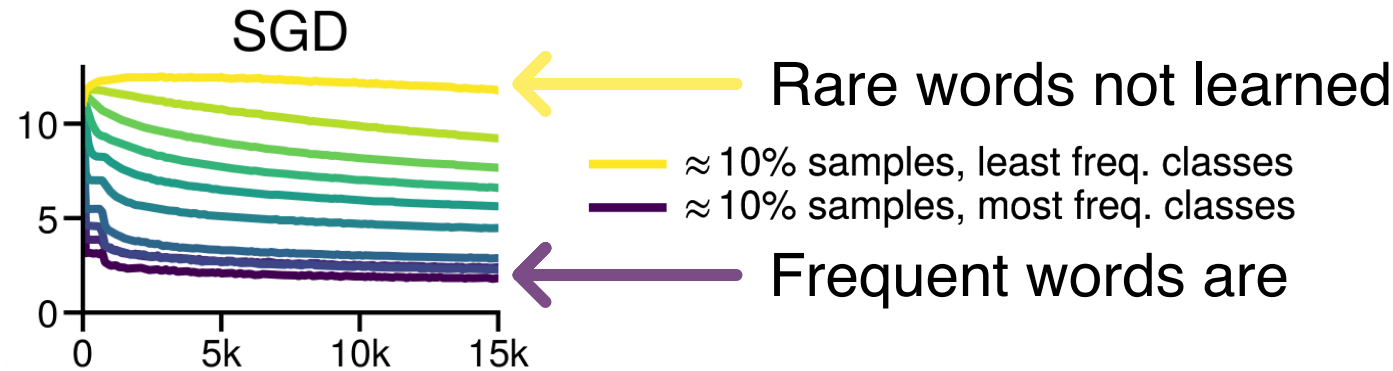 SGD
Rare words not learned
10
≈10% samples, least freq. classes
≈10% samples, most freq. classes
5
Frequent words are
0
0 5k 10k 15k